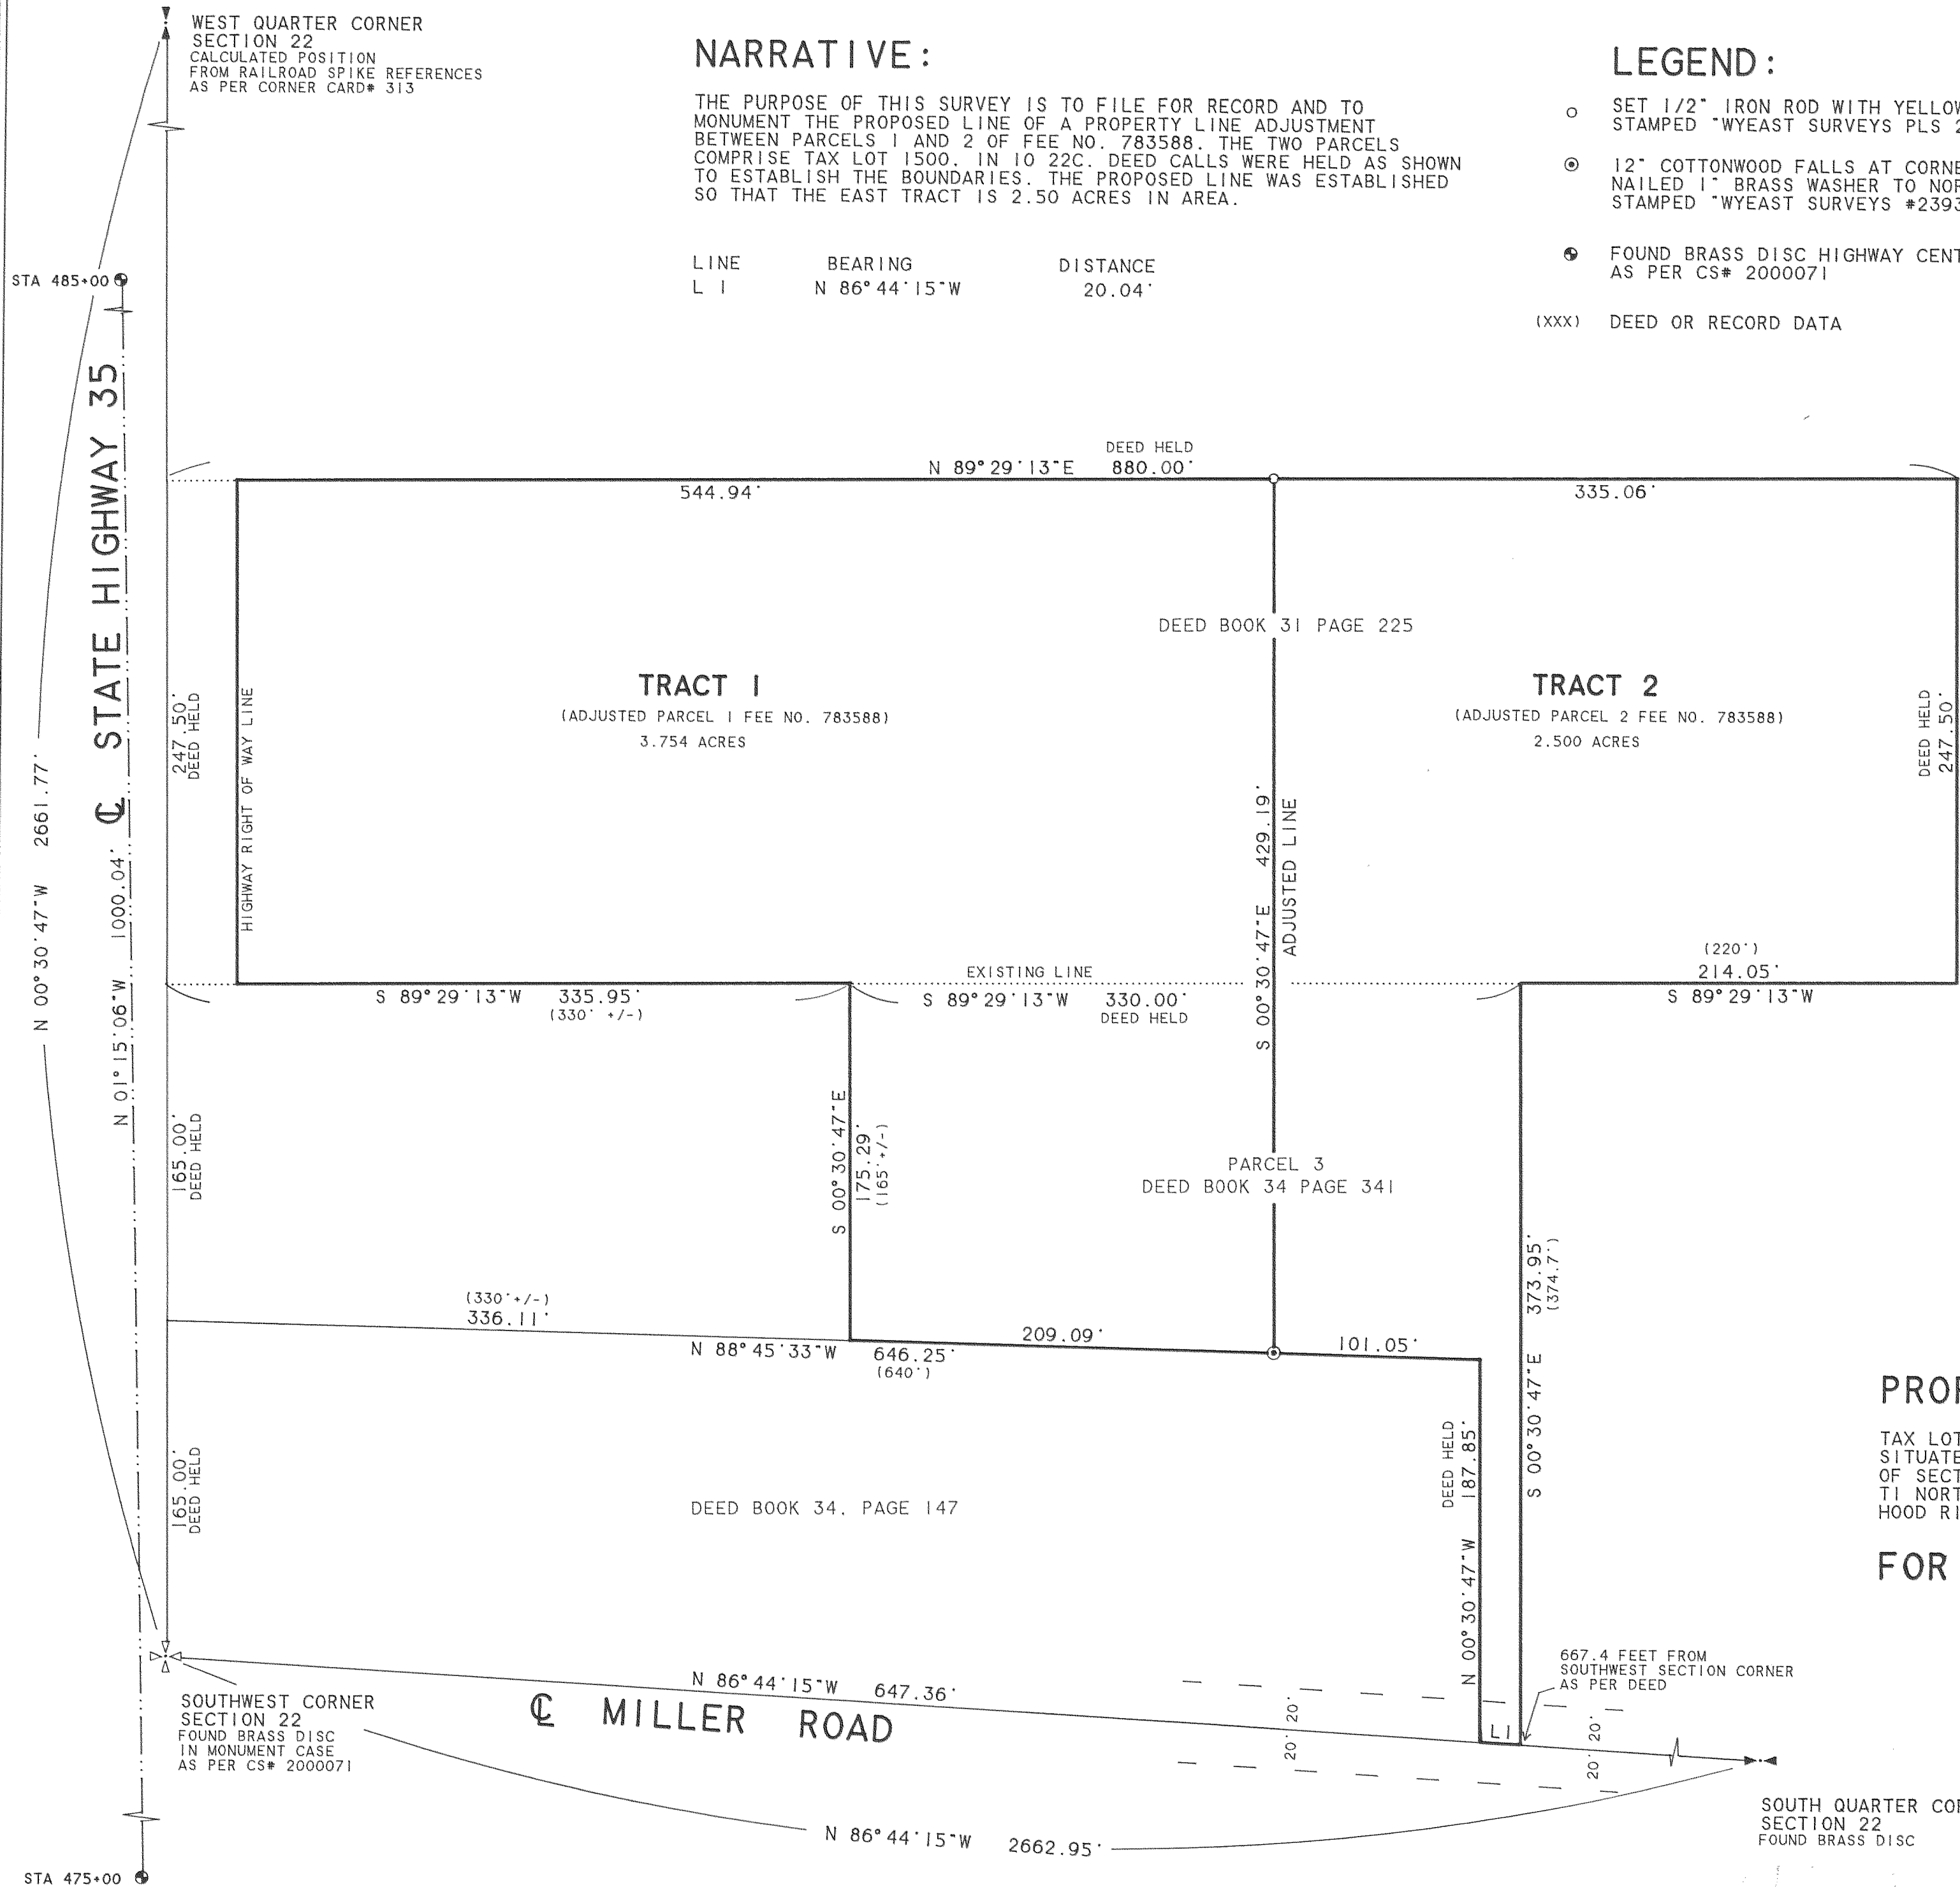 WEST QUARTER CORNER
SECTION 22
CALCULATED POSITION
FROM RAILROAD SPIKE REFERENCES
AS PER CORNER CARD# 313
NARRATIVE:
THE PURPOSE OF THIS SURVEY IS TO FILE FOR RECORD AND TO
MONUMENT THE PROPOSED LINE OF A PROPERTY LINE ADJUSTMENT
BETWEEN PARCELS 1 AND 2 OF FEE NO. 783588. THE TWO PARCELS
COMPRISE TAX LOT 1500, IN 10 22C. DEED CALLS WERE HELD AS SHOWN
TO ESTABLISH THE BOUNDARIES. THE PROPOSED LINE WAS ESTABLISHED
SO THAT THE EAST TRACT IS 2.50 ACRES IN AREA.
LINE BEARING DISTANCE
L 1 N 86°44'15"W 20.04'
LEGEND:
SET 1/2" IRON ROD WITH YELLOW
STAMPED "WYEAST SURVEYS PLS 2
12" COTTONWOOD FALLS AT CORNE
NAILED 1" BRASS WASHER TO NOR
STAMPED "WYEAST SURVEYS #2393
FOUND BRASS DISC HIGHWAY CENT
AS PER CS# 2000071
(XXX) DEED OR RECORD DATA
STA 485+00
℄ STATE HIGHWAY 35
N 00°30'47"W 2661.77'
N 01°15'06"W 1000.04'
247.50'
DEED HELD
HIGHWAY RIGHT OF WAY LINE
DEED HELD
N 89°29'13"E 880.00'
544.94'
335.06'
DEED BOOK 31 PAGE 225
TRACT 1
(ADJUSTED PARCEL 1 FEE NO. 783588)
3.754 ACRES
TRACT 2
(ADJUSTED PARCEL 2 FEE NO. 783588)
2.500 ACRES
DEED HELD
247.50'
S 00°30'47"E 429.19'
ADJUSTED LINE
EXISTING LINE
S 89°29'13"W 335.95'
(330' +/-)
S 89°29'13"W 330.00'
DEED HELD
(220')
214.05'
S 89°29'13"W
165.00'
DEED HELD
S 00°30'47"E
175.29'
(165'+/-)
PARCEL 3
DEED BOOK 34 PAGE 341
S 00°30'47"E 373.95'
(374.7')
(330'+/-)
336.11'
209.09'
101.05'
N 88°45'33"W 646.25'
(640')
165.00'
DEED HELD
DEED BOOK 34, PAGE 147
DEED HELD
N 00°30'47"W 187.85'
PROP
TAX LOT
SITUATE
OF SECT
T1 NORT
HOOD RI
FOR
667.4 FEET FROM
SOUTHWEST SECTION CORNER
AS PER DEED
N 86°44'15"W 647.36'
℄ MILLER ROAD
L1
20' 20'
20' 20'
SOUTHWEST CORNER
SECTION 22
FOUND BRASS DISC
IN MONUMENT CASE
AS PER CS# 2000071
N 86°44'15"W 2662.95'
SOUTH QUARTER COR
SECTION 22
FOUND BRASS DISC
STA 475+00